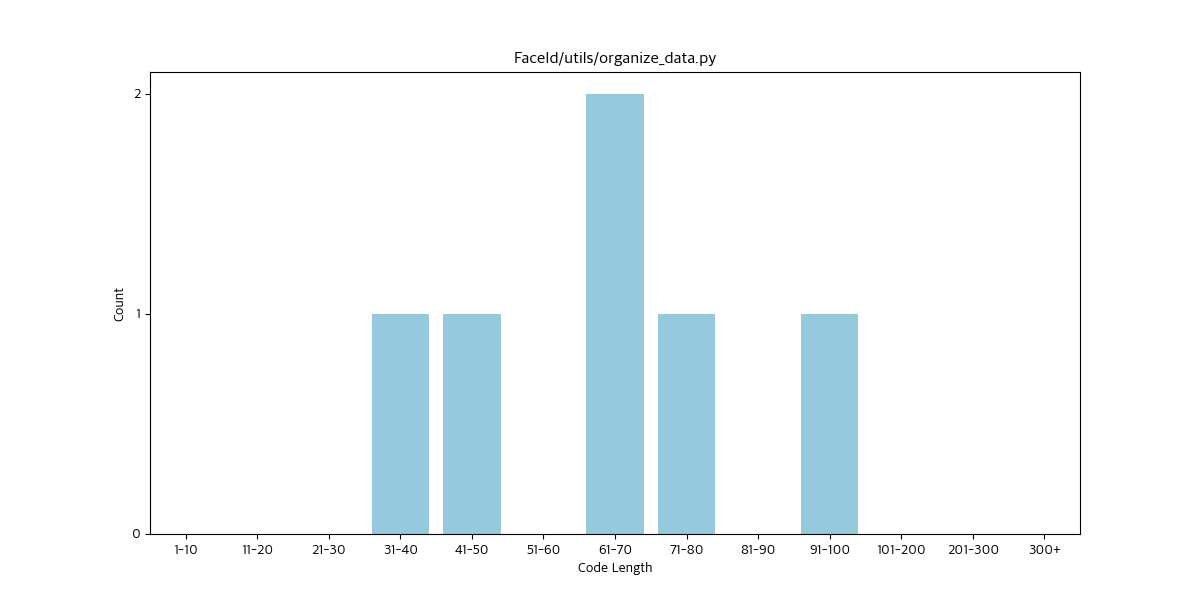 FaceId/utils/organize_data.py
2
1
0
Count
1-10 11-20 21-30 31-40 41-50 51-60 61-70 71-80 81-90 91-100 101-200 201-300 300+
Code Length